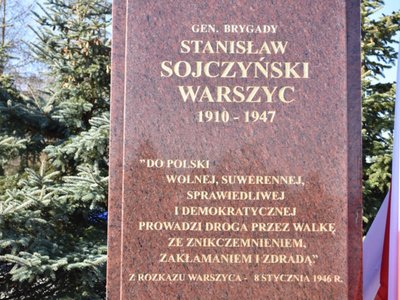 GEN. BRYGADY
STANISŁAW
SOJCZYŃSKI
WARSZYC
1910 - 1947
"DO POLSKI
WOLNEJ, SUWERENNEJ,
SPRAWIEDLIWEJ
I DEMOKRATYCZNEJ
PROWADZI DROGA PRZEZ WALKĘ
ZE ZNIKCZEMNIENIEM,
ZAKŁAMANIEM I ZDRADĄ"
Z ROZKAZU WARSZYCA - 8 STYCZNIA 1946 R.